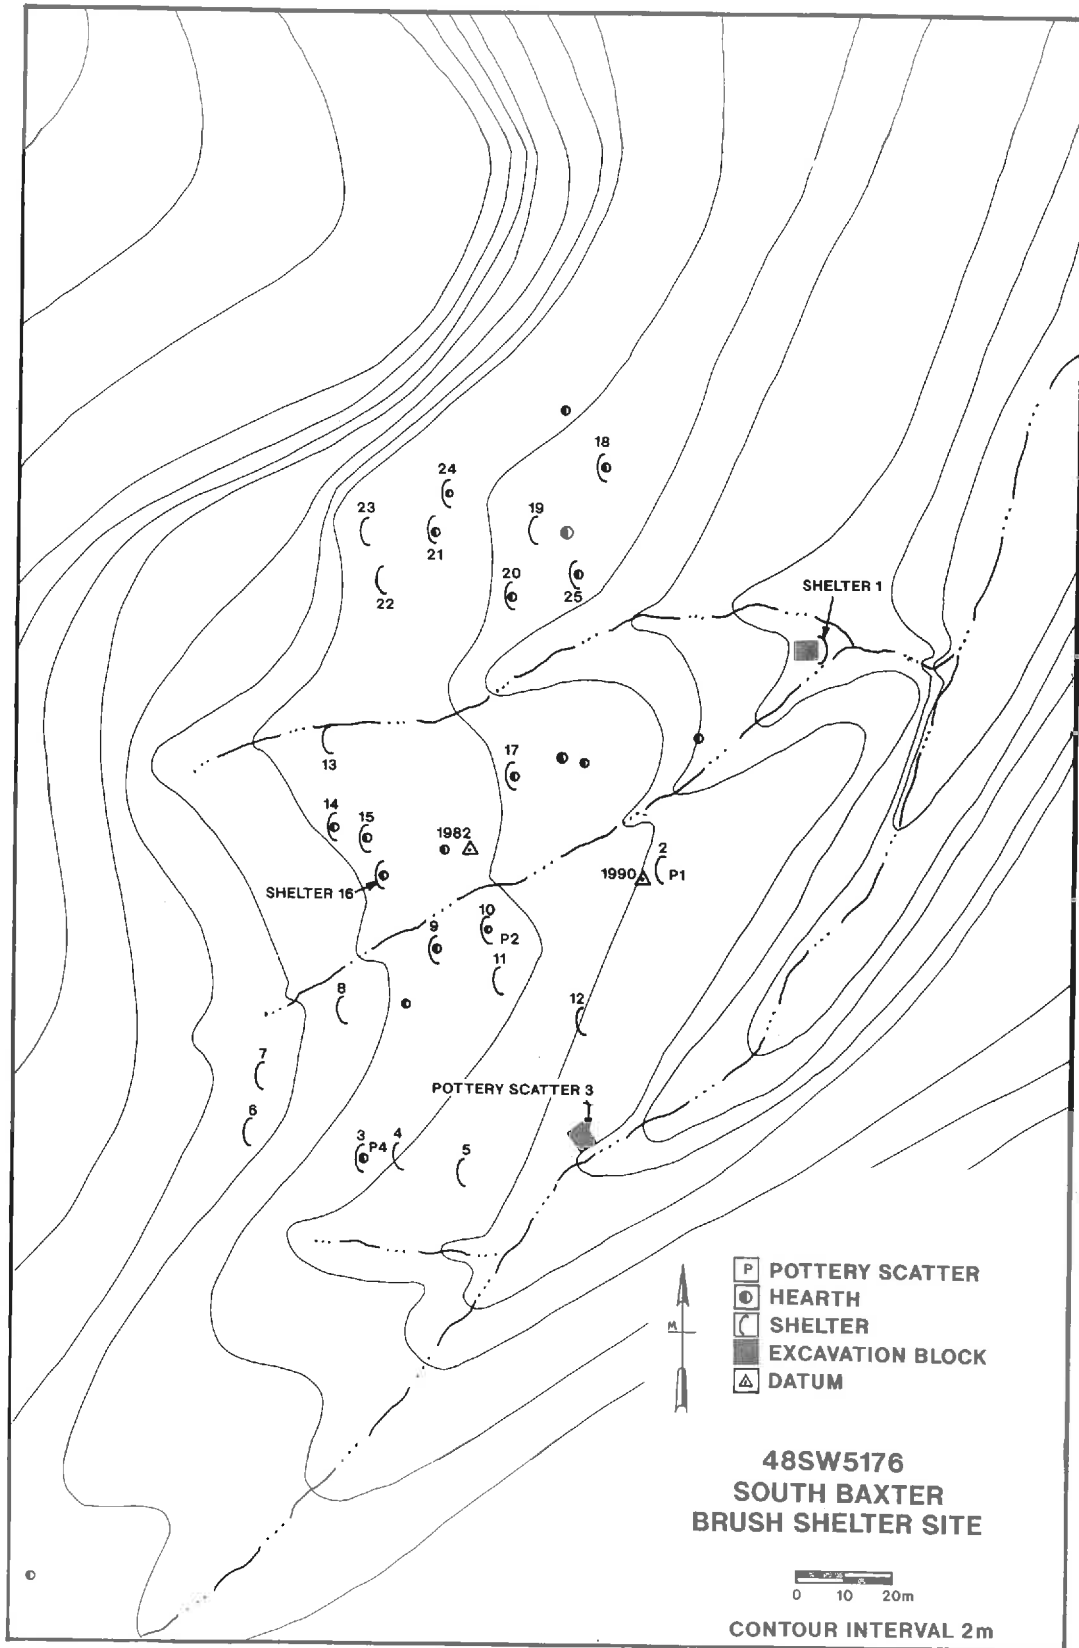 18
24
23
19
21
SHELTER 1
20
25
22
13
17
14
15
1982
2
1990
P1
SHELTER 16
10
9
P2
11
8
12
7
POTTERY SCATTER 3
6
3
P4
4
5
P POTTERY SCATTER
HEARTH
M
SHELTER
EXCAVATION BLOCK
DATUM
48SW5176
SOUTH BAXTER
BRUSH SHELTER SITE
0 10 20m
CONTOUR INTERVAL 2m